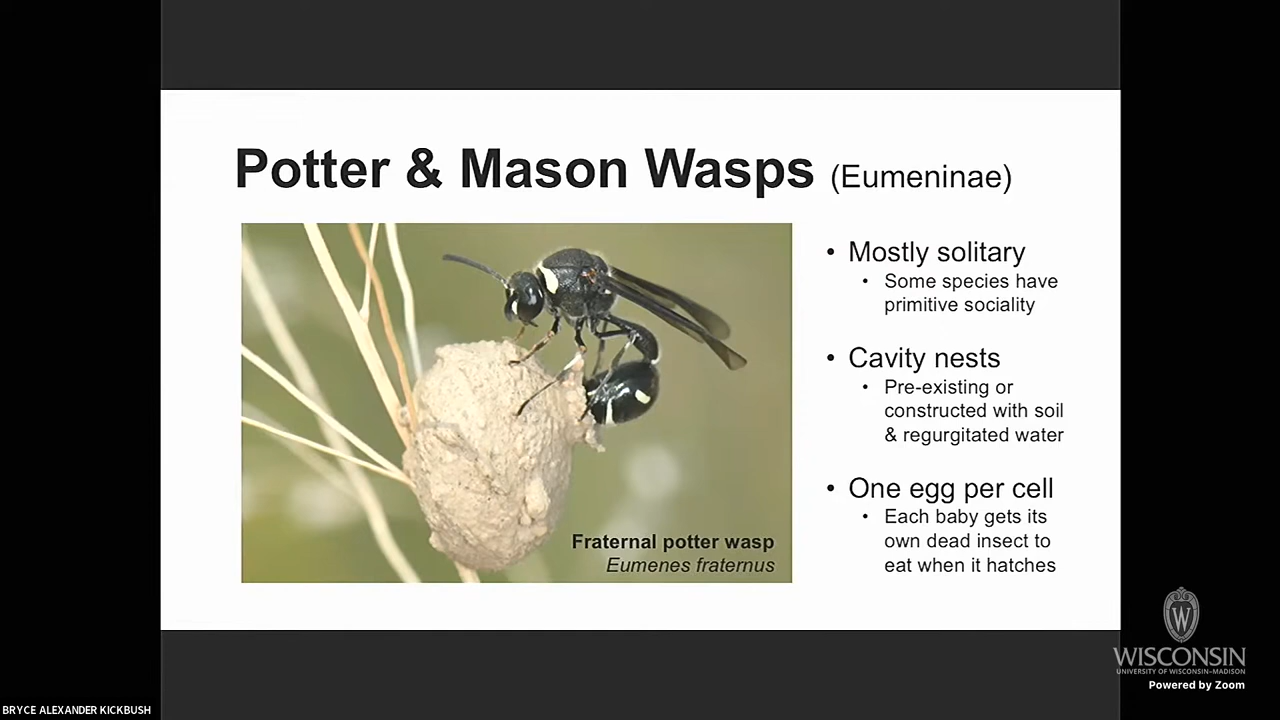 Potter & Mason Wasps (Eumeninae)
• Mostly solitary
• Some species have
primitive sociality
• Cavity nests
• Pre-existing or
constructed with soil
& regurgitated water
• One egg per cell
• Each baby gets its
own dead insect to
eat when it hatches
Fraternal potter wasp
Eumenes fraternus
W
WISCONSIN
UNIVERSITY OF WISCONSIN–MADISON
Powered by Zoom
BRYCE ALEXANDER KICKBUSH